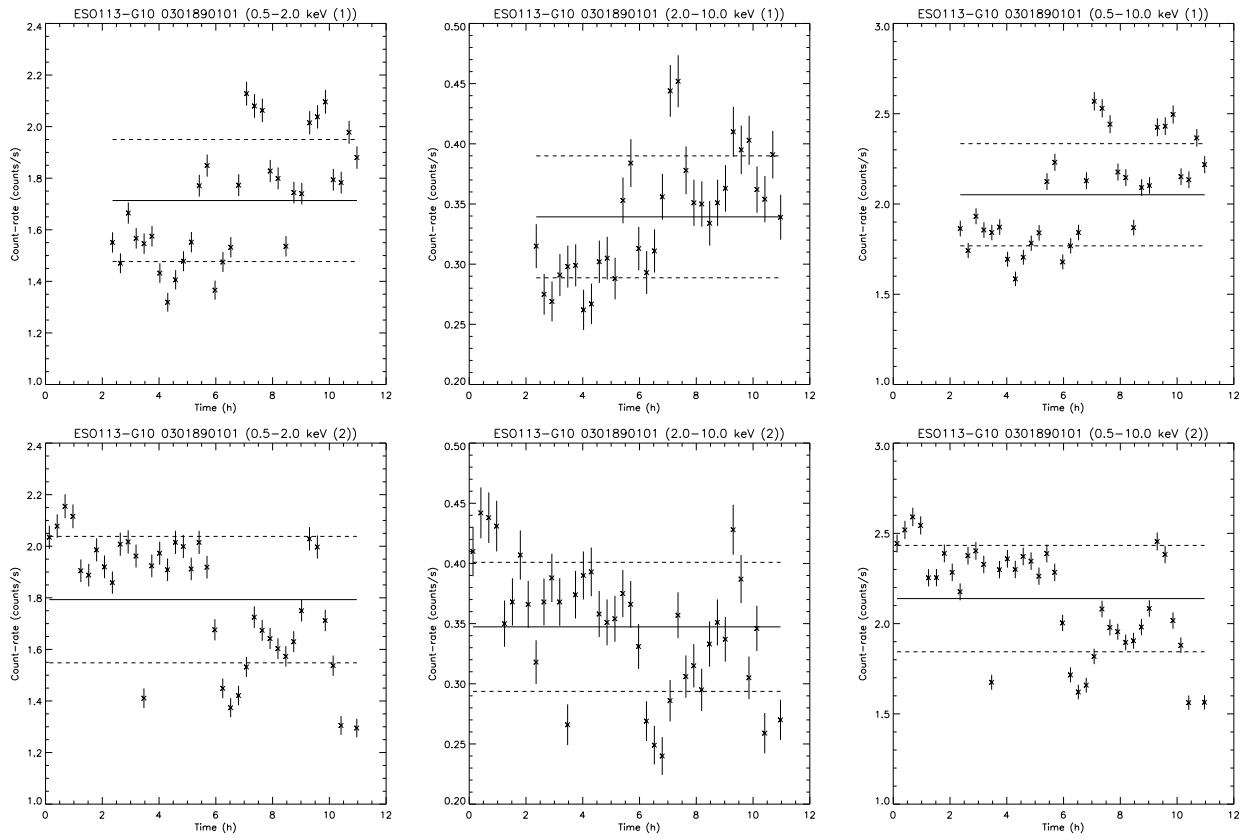 ESO113-G10 0301890101 (0.5-2.0 keV (1))
2.4
2.2
2.0
1.8
1.6
1.4
1.2
1.0
Count-rate (counts/s)
0 2 4 6 8 10 12
Time (h)
ESO113-G10 0301890101 (2.0-10.0 keV (1))
0.50
0.45
0.40
0.35
0.30
0.25
0.20
Count-rate (counts/s)
0 2 4 6 8 10 12
Time (h)
ESO113-G10 0301890101 (0.5-10.0 keV (1))
3.0
2.5
2.0
1.5
1.0
Count-rate (counts/s)
0 2 4 6 8 10 12
Time (h)
ESO113-G10 0301890101 (0.5-2.0 keV (2))
2.4
2.2
2.0
1.8
1.6
1.4
1.2
1.0
Count-rate (counts/s)
0 2 4 6 8 10 12
Time (h)
ESO113-G10 0301890101 (2.0-10.0 keV (2))
0.50
0.45
0.40
0.35
0.30
0.25
0.20
Count-rate (counts/s)
0 2 4 6 8 10 12
Time (h)
ESO113-G10 0301890101 (0.5-10.0 keV (2))
3.0
2.5
2.0
1.5
1.0
Count-rate (counts/s)
0 2 4 6 8 10 12
Time (h)